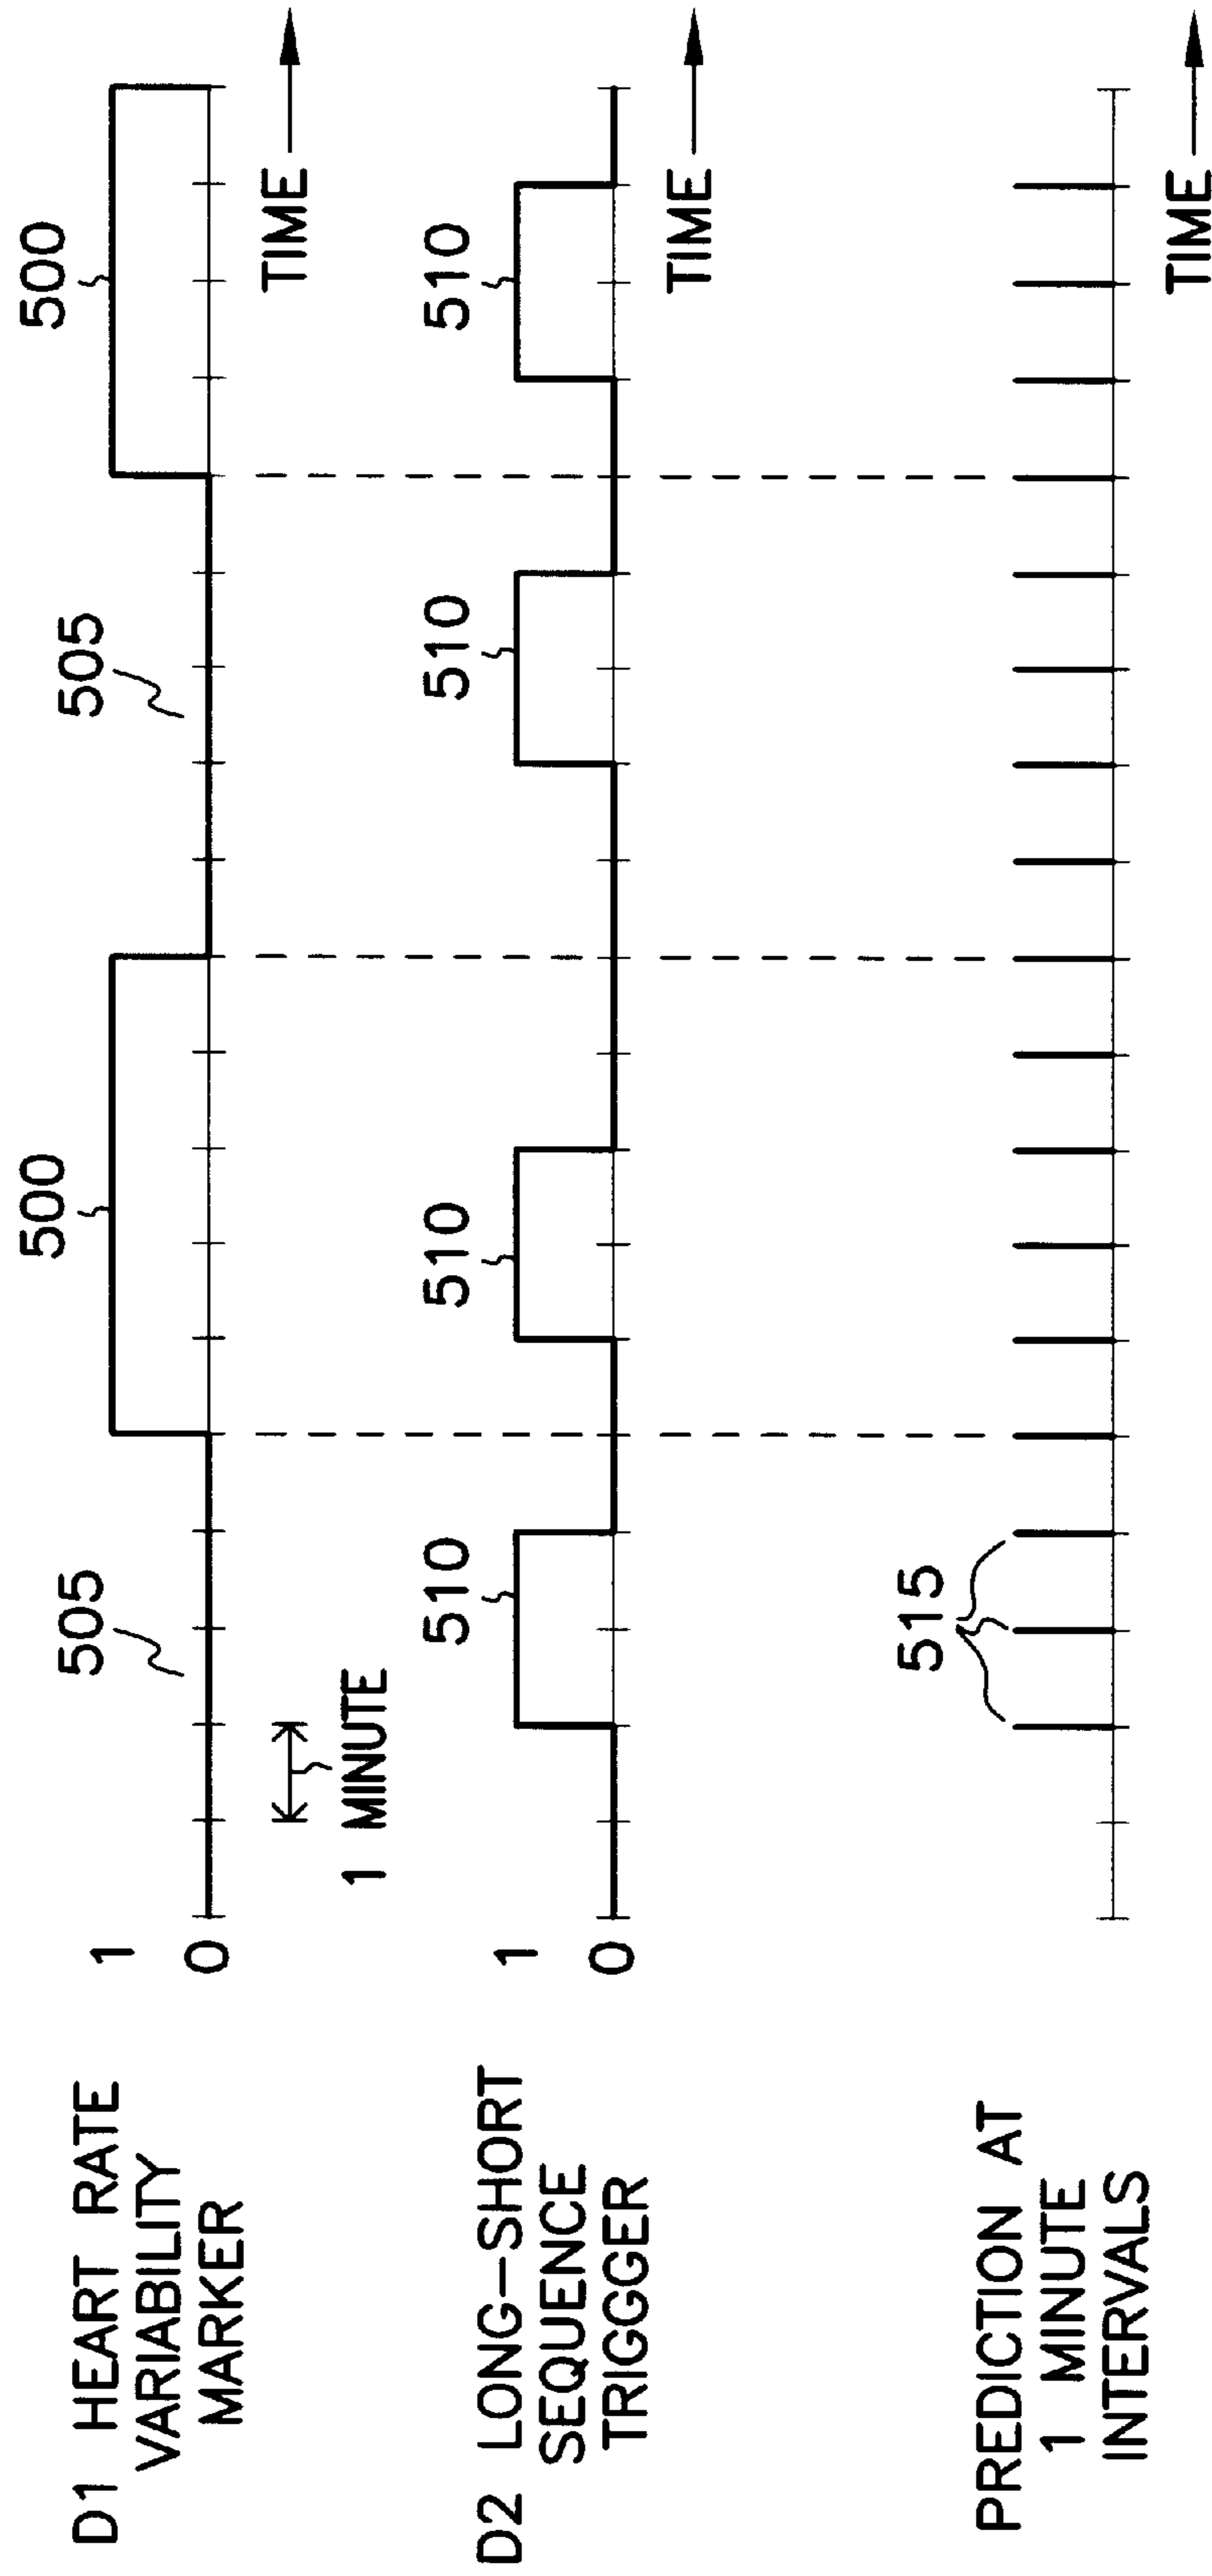 D1 HEART RATE
VARIABILITY
MARKER
1
0
505
500
505
500
1 MINUTE
TIME
D2 LONG-SHORT
SEQUENCE
TRIGGER
1
0
510
510
510
510
TIME
PREDICTION AT
1 MINUTE
INTERVALS
515
TIME